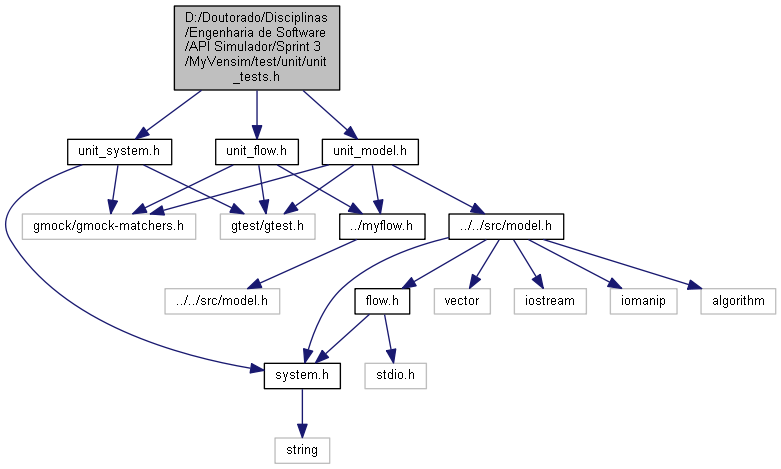 D:/Doutorado/Disciplinas
/Engenharia de Software
/API Simulador/Sprint 3
/MyVensim/test/unit/unit
_tests.h
unit_system.h
unit_flow.h
unit_model.h
gmock/gmock-matchers.h
gtest/gtest.h
../myflow.h
../../src/model.h
../../src/model.h
flow.h
vector
iostream
iomanip
algorithm
system.h
stdio.h
string